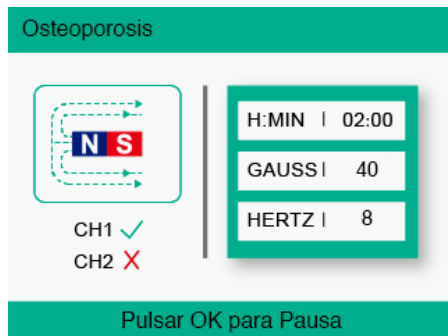 Osteoporosis
N S
CH1
CH2
H:MIN | 02:00
GAUSS | 40
HERTZ | 8
Pulsar OK para Pausa